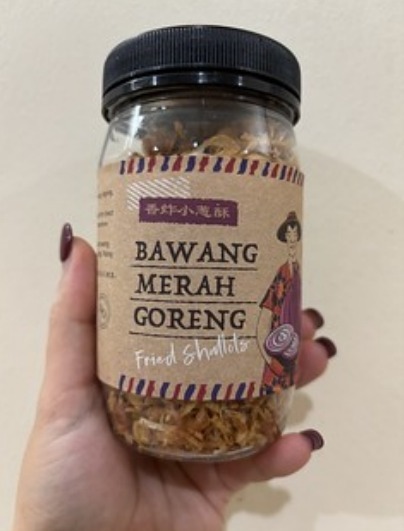 香炸小葱酥
BAWANG
MERAH
GORENG
Fried Shallots